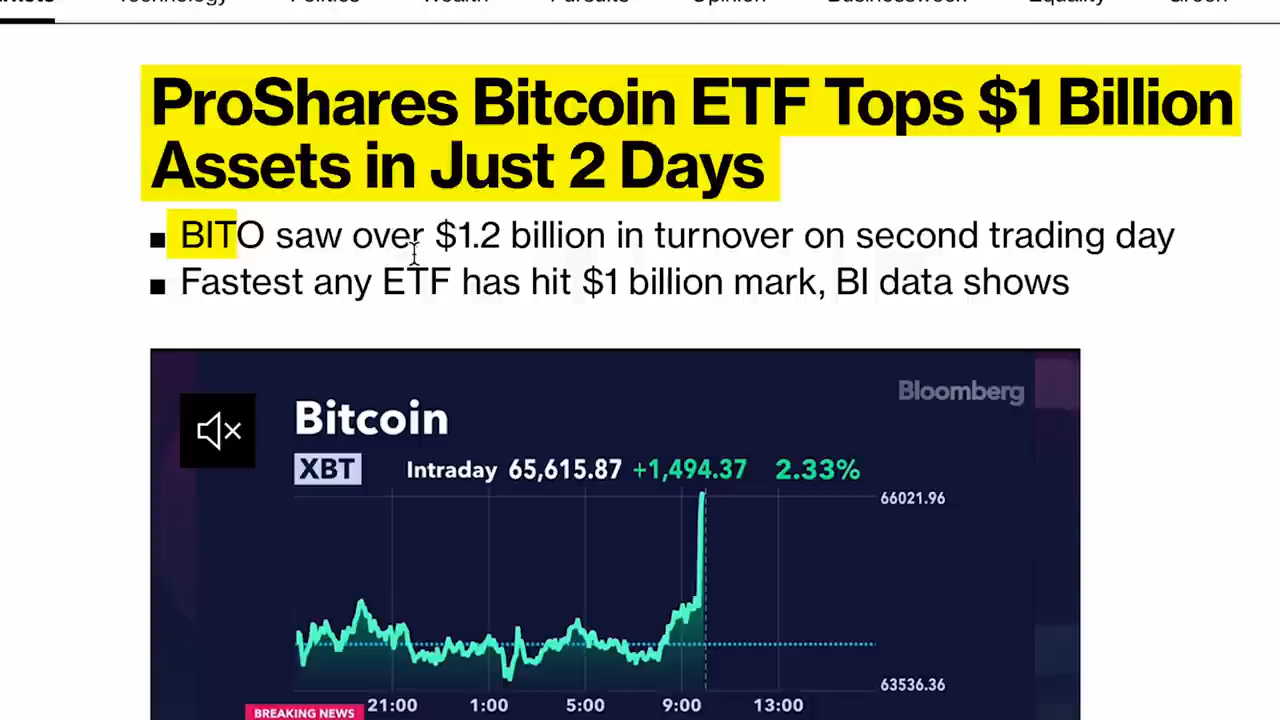 Technology Politics Wealth Pursuits Opinion Businessweek Equality Green
ProShares Bitcoin ETF Tops $1 Billion
Assets in Just 2 Days
BITO saw over $1.2 billion in turnover on second trading day
Fastest any ETF has hit $1 billion mark, BI data shows
Bloomberg
Bitcoin
XBT Intraday 65,615.87 +1,494.37 2.33%
66021.96
63536.36
21:00 1:00 5:00 9:00 13:00
BREAKING NEWS